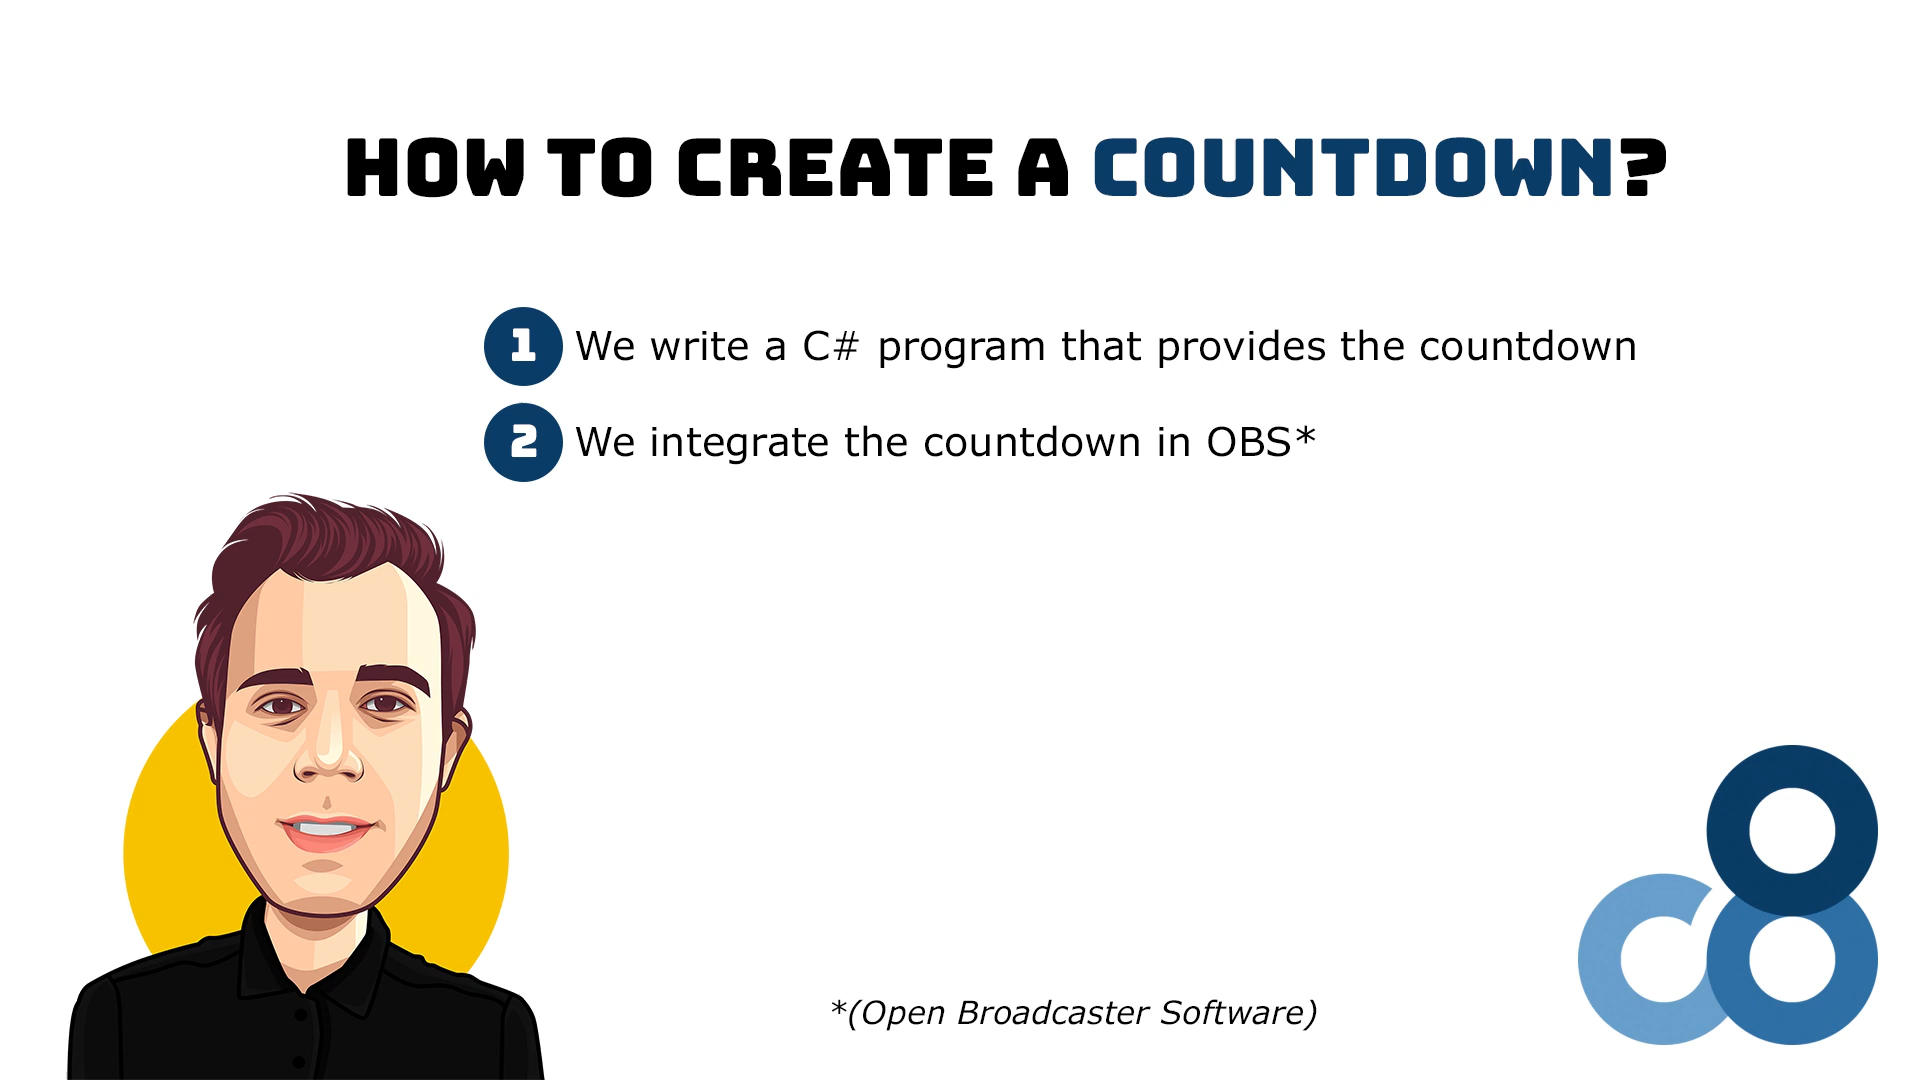 HOW TO CREATE A COUNTDOWN?
1 We write a C# program that provides the countdown
2 We integrate the countdown in OBS*
*(Open Broadcaster Software)